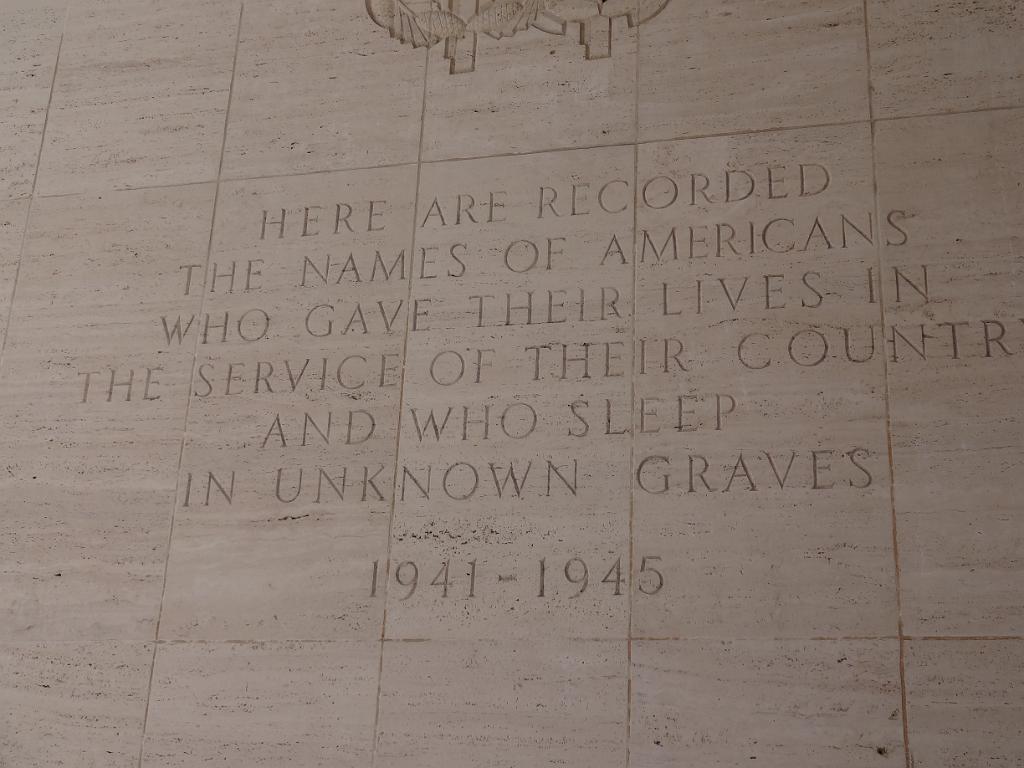 HERE ARE RECORDED
THE NAMES OF AMERICANS
WHO GAVE THEIR LIVES IN
THE SERVICE OF THEIR COUNTRY
AND WHO SLEEP
IN UNKNOWN GRAVES
1941-1945